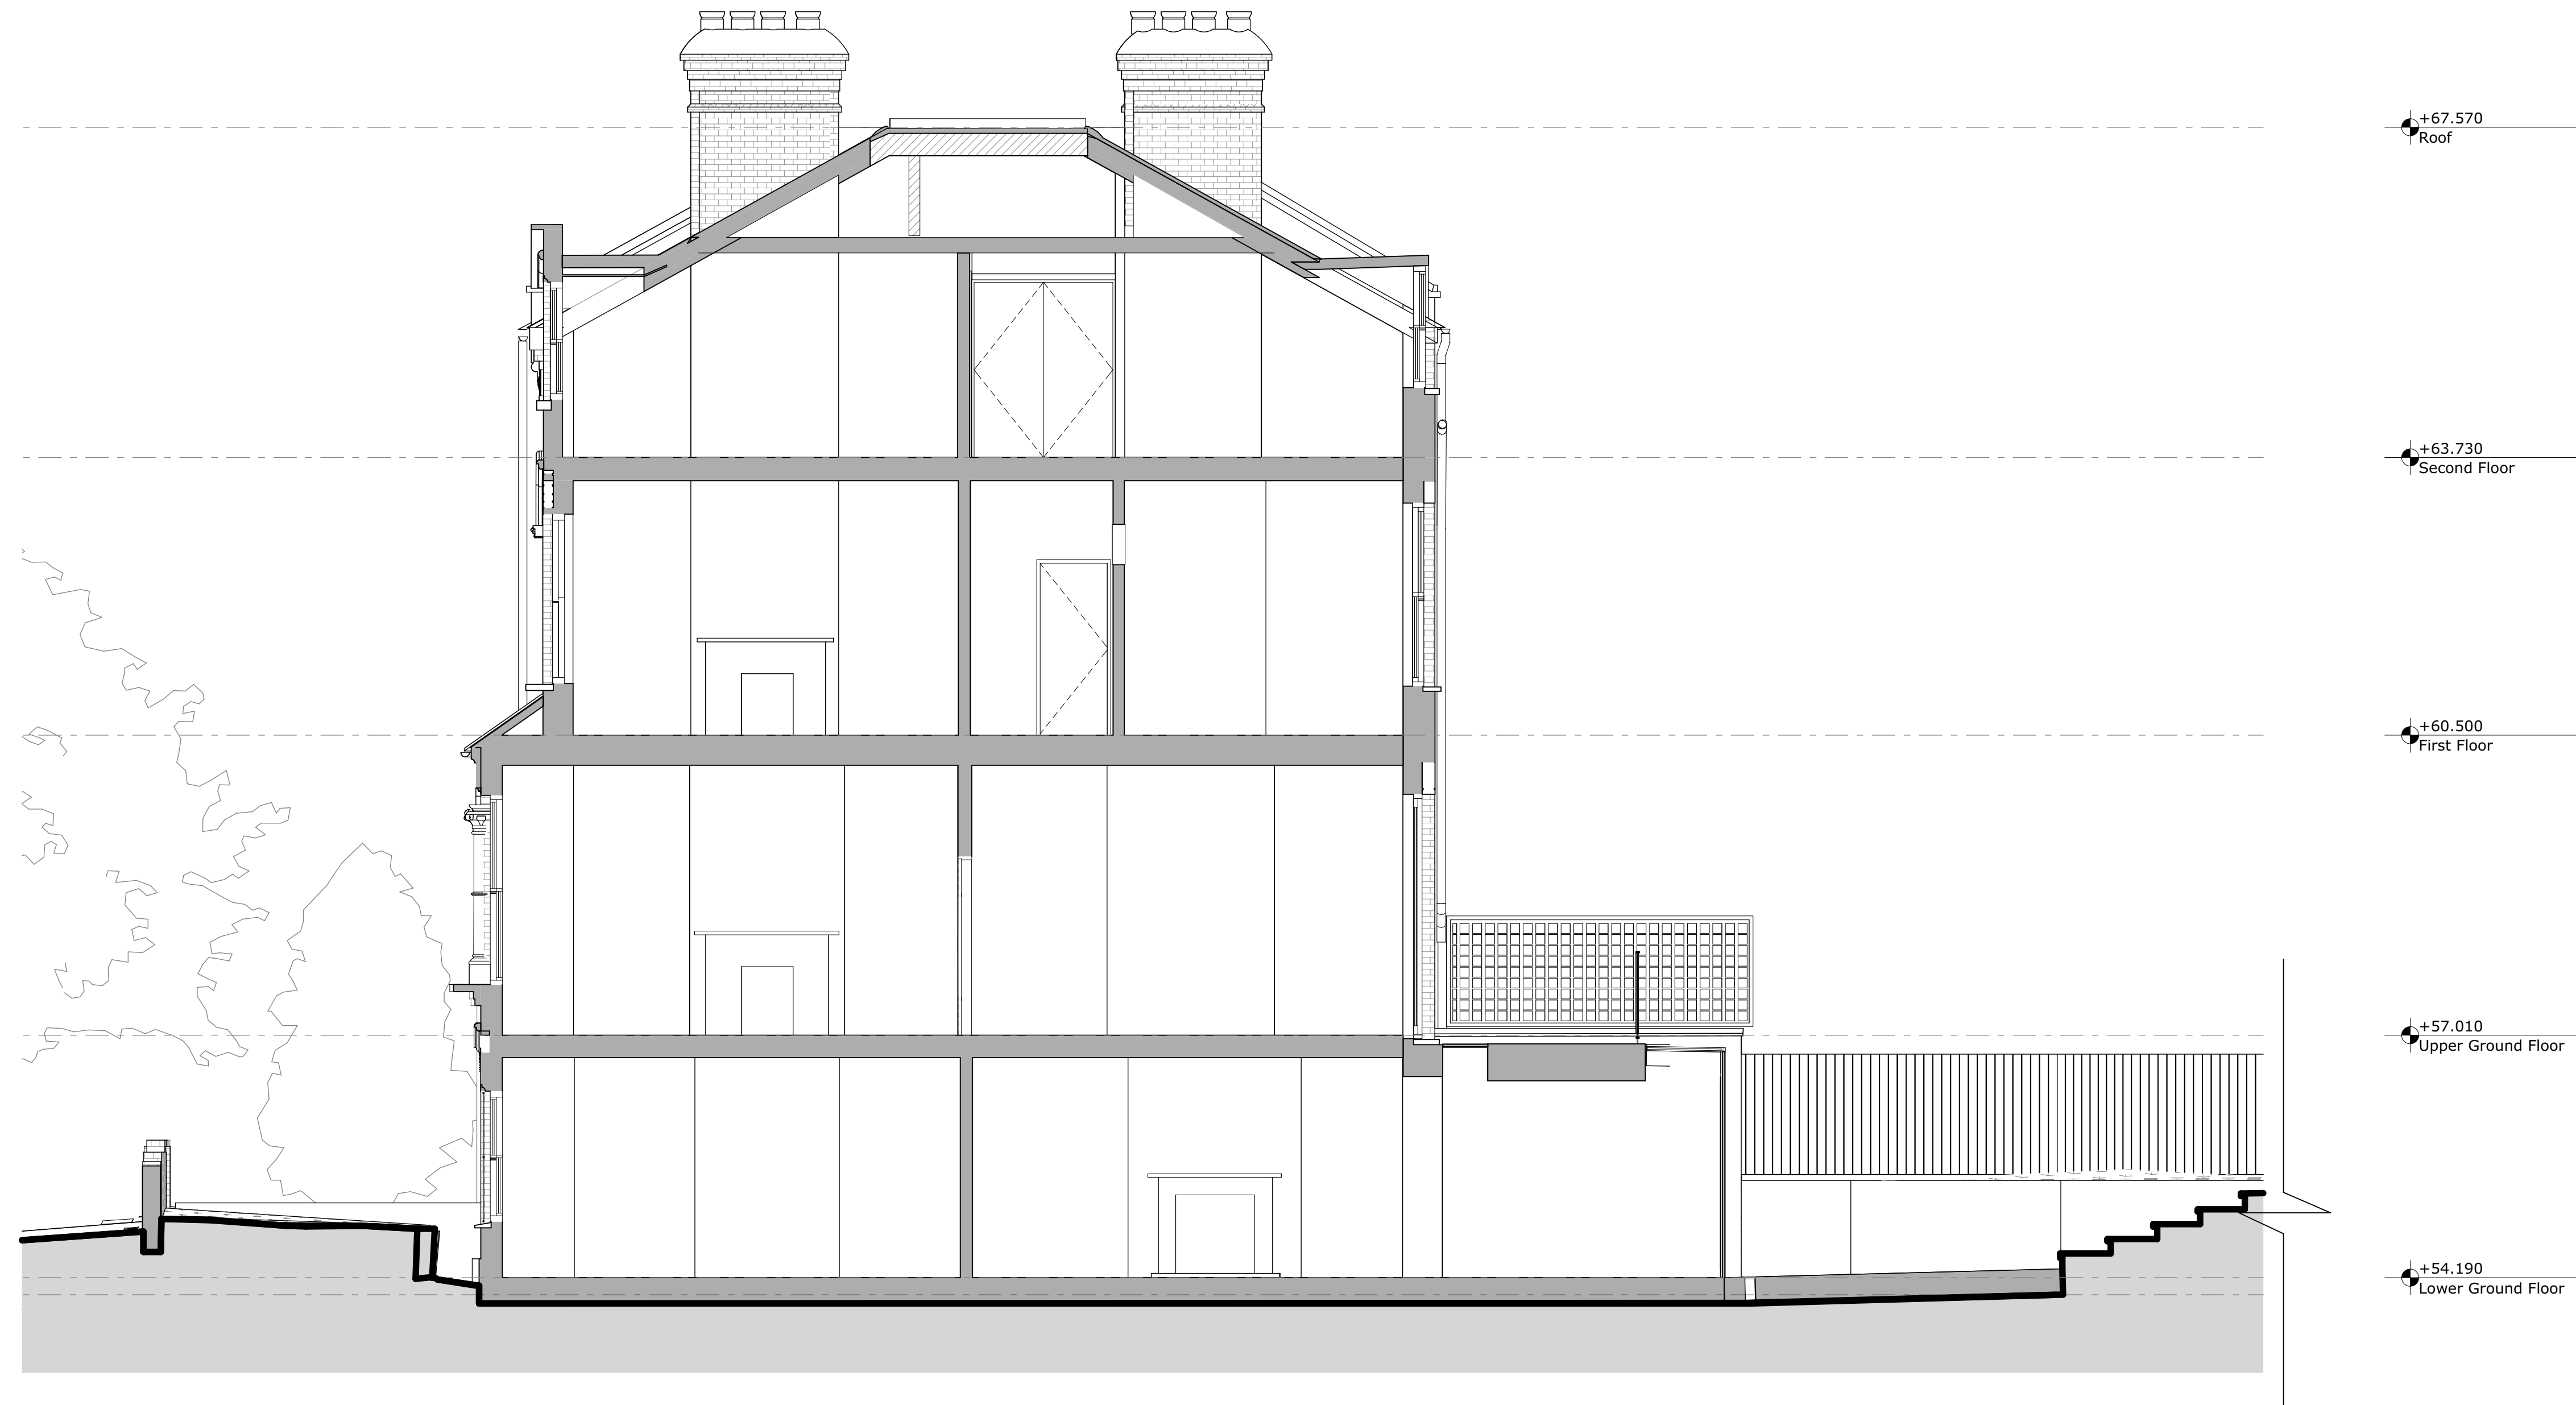 +67.570
Roof
+63.730
Second Floor
+60.500
First Floor
+57.010
Upper Ground Floor
+54.190
Lower Ground Floor